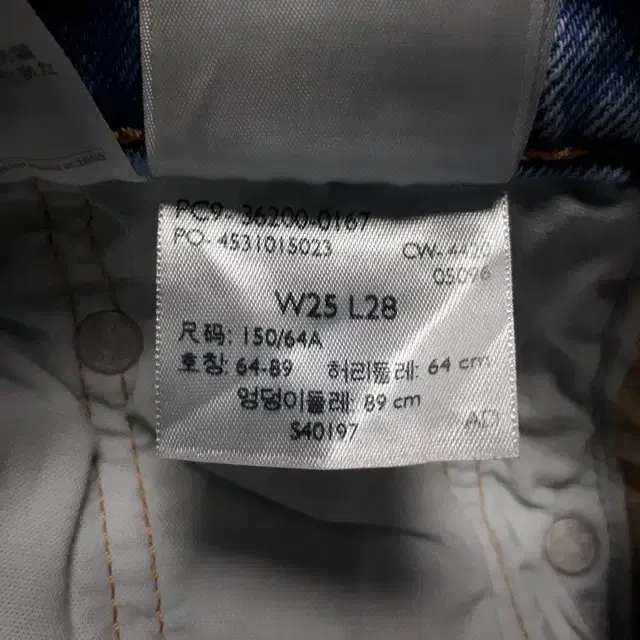 PC9- 36200-0167
PO- 4531015023 CW- 4420
05096
W25 L28
尺码: 150/64A
호칭: 64-89 허리둘레: 64 cm
엉덩이둘레: 89 cm
S40197 AD